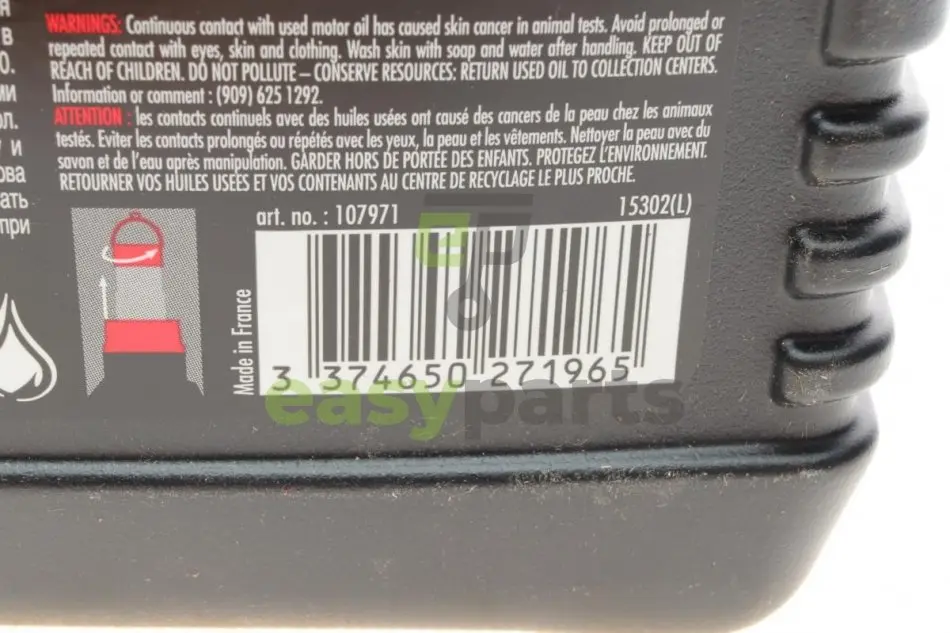 я
в
о.
ми
ол.
у и
ова
ать
при
WARNINGS: Continuous contact with used motor oil has caused skin cancer in animal tests. Avoid prolonged or
repeated contact with eyes, skin and clothing. Wash skin with soap and water after handling. KEEP OUT OF
REACH OF CHILDREN. DO NOT POLLUTE – CONSERVE RESOURCES: RETURN USED OIL TO COLLECTION CENTERS.
Information or comment : (909) 625 1292.
ATTENTION : les contacts continuels avec des huiles usées ont causé des cancers de la peau chez les animaux
testés. Eviter les contacts prolongés ou répétés avec les yeux, la peau et les vêtements. Nettoyer la peau avec du
savon et de l'eau après manipulation. GARDER HORS DE PORTÉE DES ENFANTS. PROTEGEZ L'ENVIRONNEMENT.
RETOURNER VOS HUILES USÉES ET VOS CONTENANTS AU CENTRE DE RECYCLAGE LE PLUS PROCHE.
art. no. : 107971 15302(L)
Made in France
3 374650 271965
easyparts